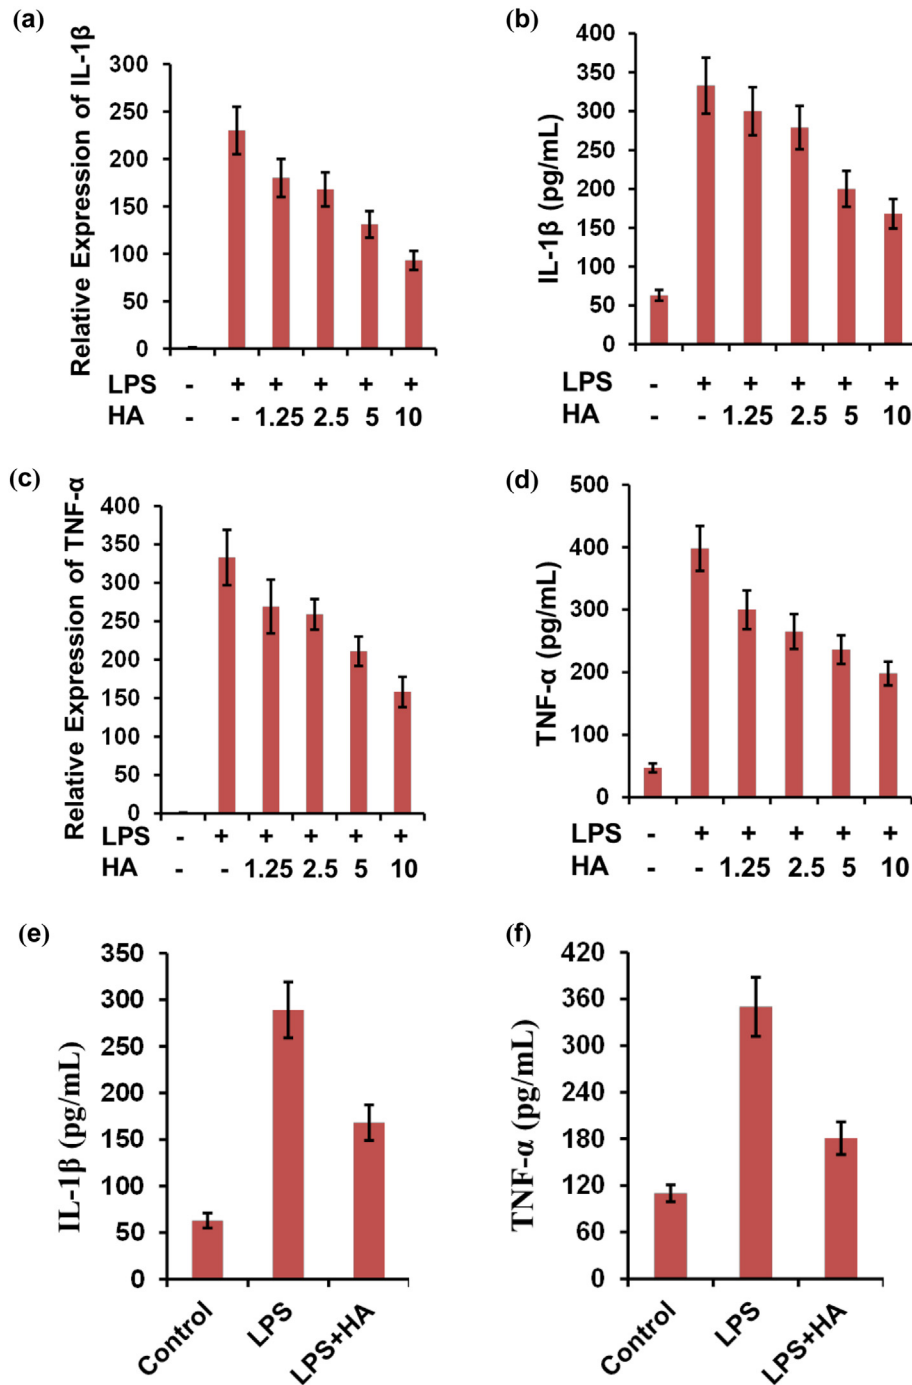 (a)
Relative Expression of IL-1β
300
250
200
150
100
50
0
LPS - + + + + +
HA - - 1.25 2.5 5 10
(b)
IL-1β (pg/mL)
400
350
300
250
200
150
100
50
0
LPS - + + + + +
HA - - 1.25 2.5 5 10
(c)
Relative Expression of TNF-α
400
350
300
250
200
150
100
50
0
LPS - + + + + +
HA - - 1.25 2.5 5 10
(d)
TNF-α (pg/mL)
500
400
300
200
100
0
LPS - + + + + +
HA - - 1.25 2.5 5 10
(e)
IL-1β (pg/mL)
350
300
250
200
150
100
50
0
Control LPS LPS+HA
(f)
TNF-α (pg/mL)
420
360
300
240
180
120
60
0
Control LPS LPS+HA